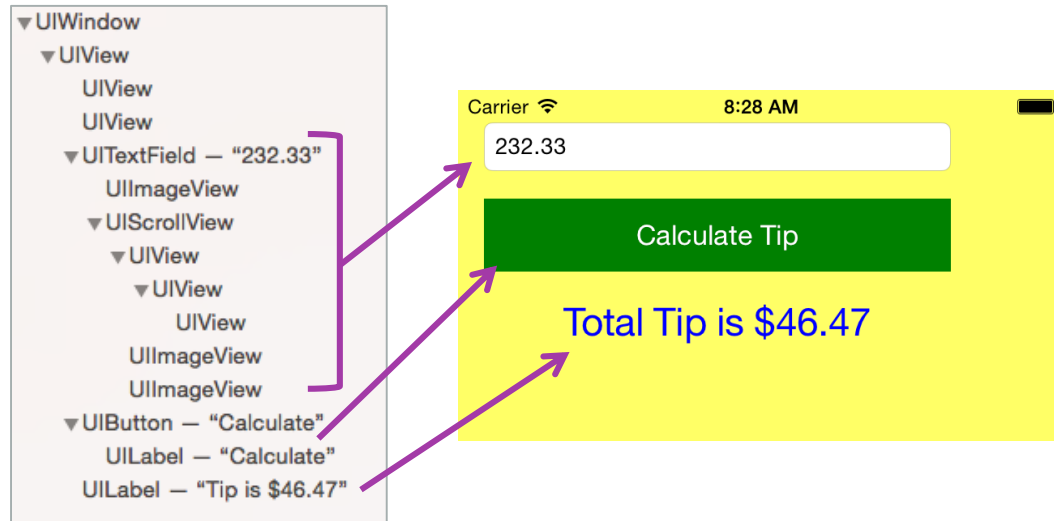 UIWindow
UIView
UIView
UIView
UITextField — “232.33”
UIImageView
UIScrollView
UIView
UIView
UIView
UIImageView
UIImageView
UIButton — “Calculate”
UILabel — “Calculate”
UILabel — “Tip is $46.47”
Carrier 8:28 AM
232.33
Calculate Tip
Total Tip is $46.47